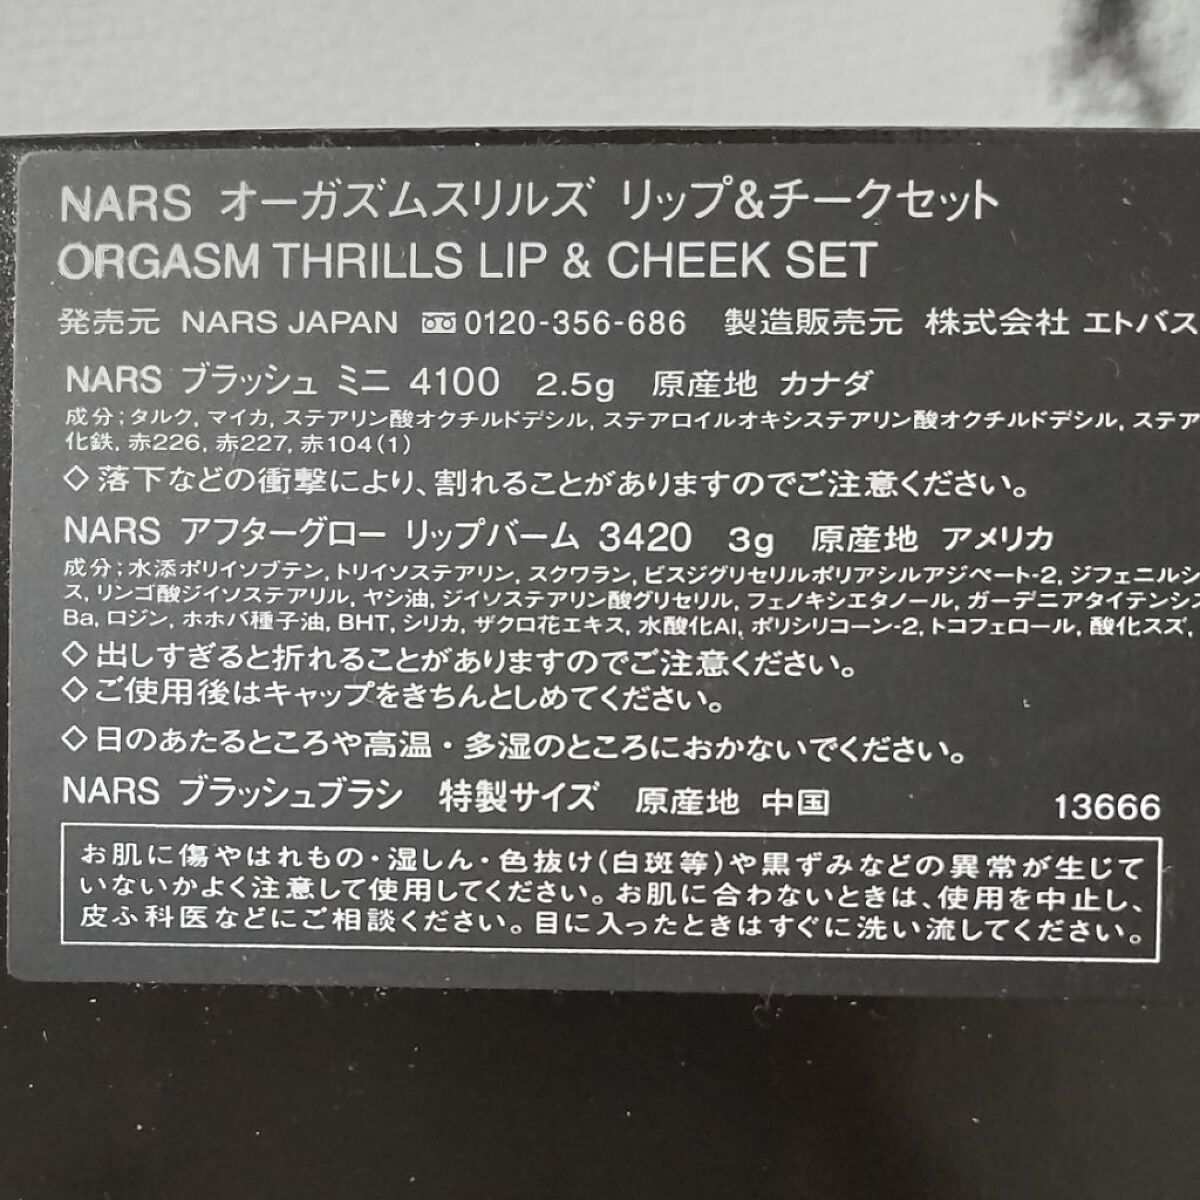 NARS オーガズムスリルズ リップ&チークセット
ORGASM THRILLS LIP & CHEEK SET
発売元 NARS JAPAN 0120-356-686 製造販売元 株式会社 エトバス
NARS ブラッシュ ミニ 4100 2.5g 原産地 カナダ
成分；タルク, マイカ, ステアリン酸オクチルドデシル, ステアロイルオキシステアリン酸オクチルドデシル, ステア
化鉄, 赤226, 赤227, 赤104(1)
◇落下などの衝撃により、割れることがありますのでご注意ください。
NARS アフターグロー リップバーム 3420 3g 原産地 アメリカ
成分；水添ポリイソブテン, トリイソステアリン, スクワラン, ビスジグリセリルポリアシルアジペート-2, ジフェニルシ
ス, リンゴ酸ジイソステアリル, ヤシ油, ジイソステアリン酸グリセリル, フェノキシエタノール, ガーデニアタイテンシス
Ba, ロジン, ホホバ種子油, BHT, シリカ, ザクロ花エキス, 水酸化Al, ポリシリコーン-2, トコフェロール, 酸化スズ,
◇出しすぎると折れることがありますのでご注意ください。
◇ご使用後はキャップをきちんとしめてください。
◇日のあたるところや高温・多湿のところにおかないでください。
NARS ブラッシュブラシ 特製サイズ 原産地 中国 13666
お肌に傷やはれもの・湿しん・色抜け(白斑等)や黒ずみなどの異常が生じて
いないかよく注意して使用してください。お肌に合わないときは、使用を中止し、
皮ふ科医などにご相談ください。目に入ったときはすぐに洗い流してください。